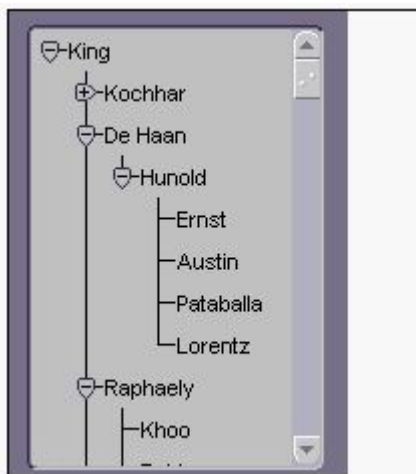 King
Kochhar
De Haan
Hunold
Ernst
Austin
Pataballa
Lorentz
Raphaely
Khoo